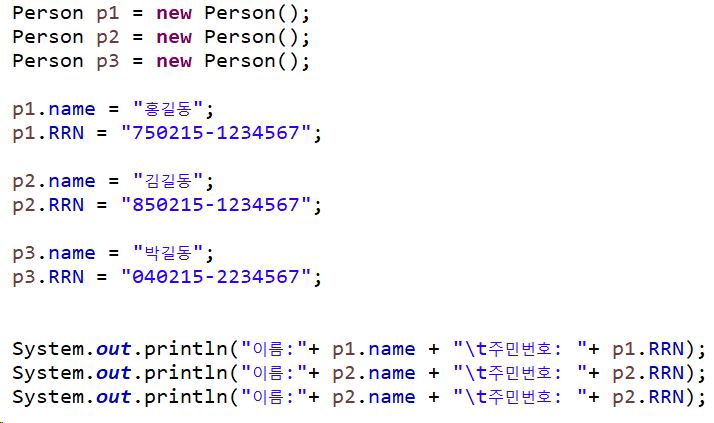 Person p1 = new Person();
Person p2 = new Person();
Person p3 = new Person();
p1.name = "홍길동";
p1.RRN = "750215-1234567";
p2.name = "김길동";
p2.RRN = "850215-1234567";
p3.name = "박길동";
p3.RRN = "040215-2234567";
System.out.println("이름:"+ p1.name + "\t주민번호: "+ p1.RRN);
System.out.println("이름:"+ p2.name + "\t주민번호: "+ p2.RRN);
System.out.println("이름:"+ p2.name + "\t주민번호: "+ p2.RRN);